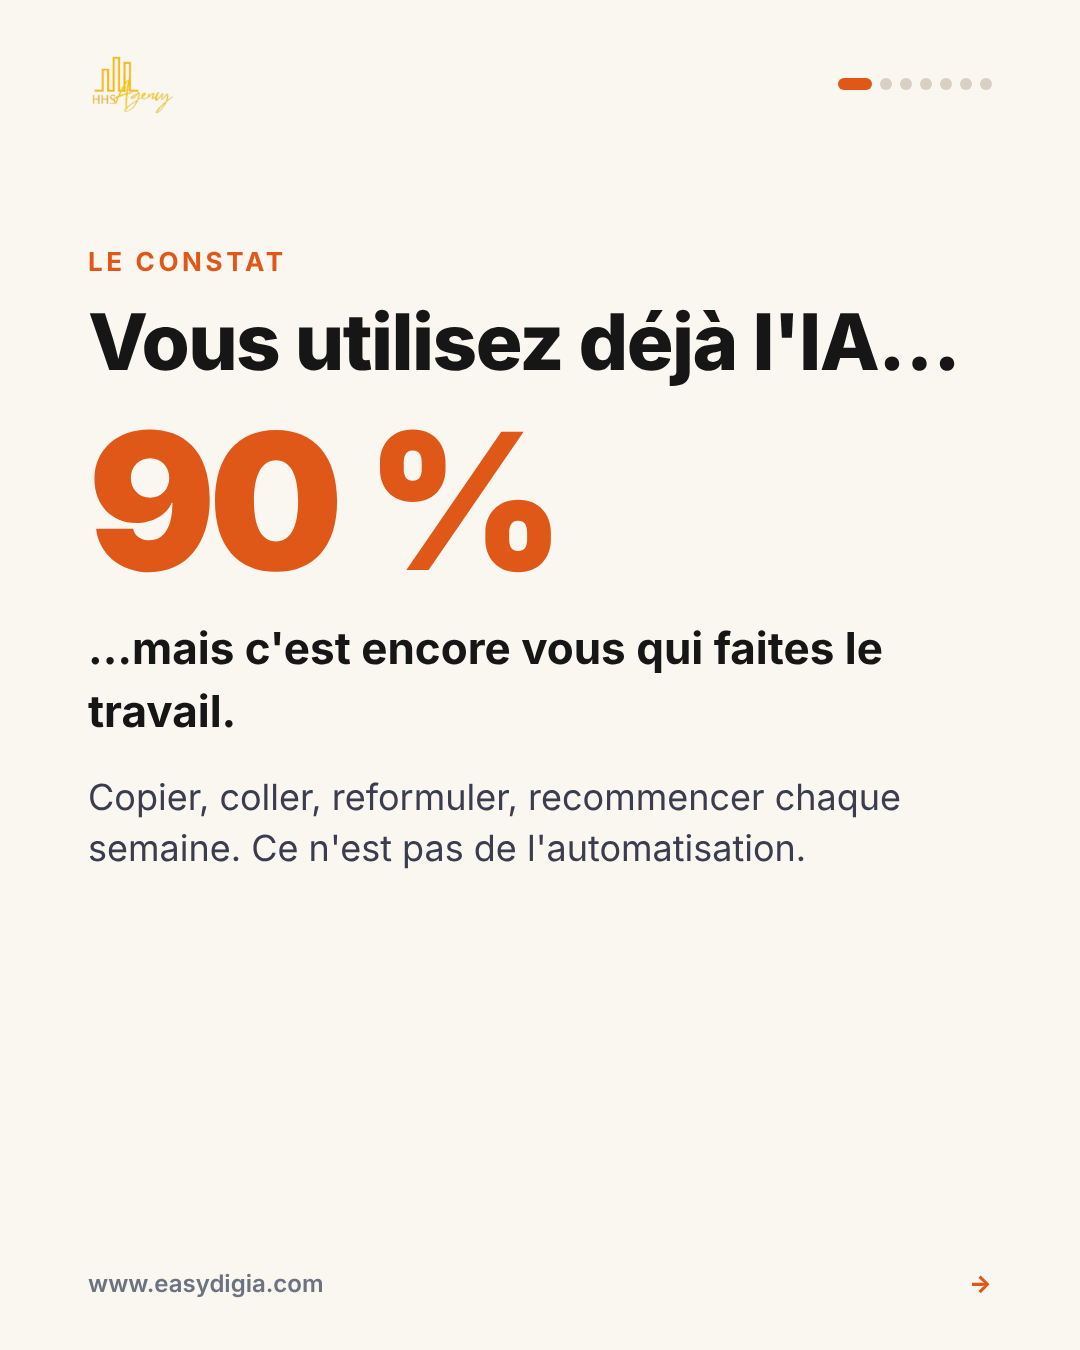 HHS Agency
LE CONSTAT
Vous utilisez déjà l'IA...
90 %
...mais c'est encore vous qui faites le
travail.
Copier, coller, reformuler, recommencer chaque
semaine. Ce n'est pas de l'automatisation.
www.easydigia.com
→